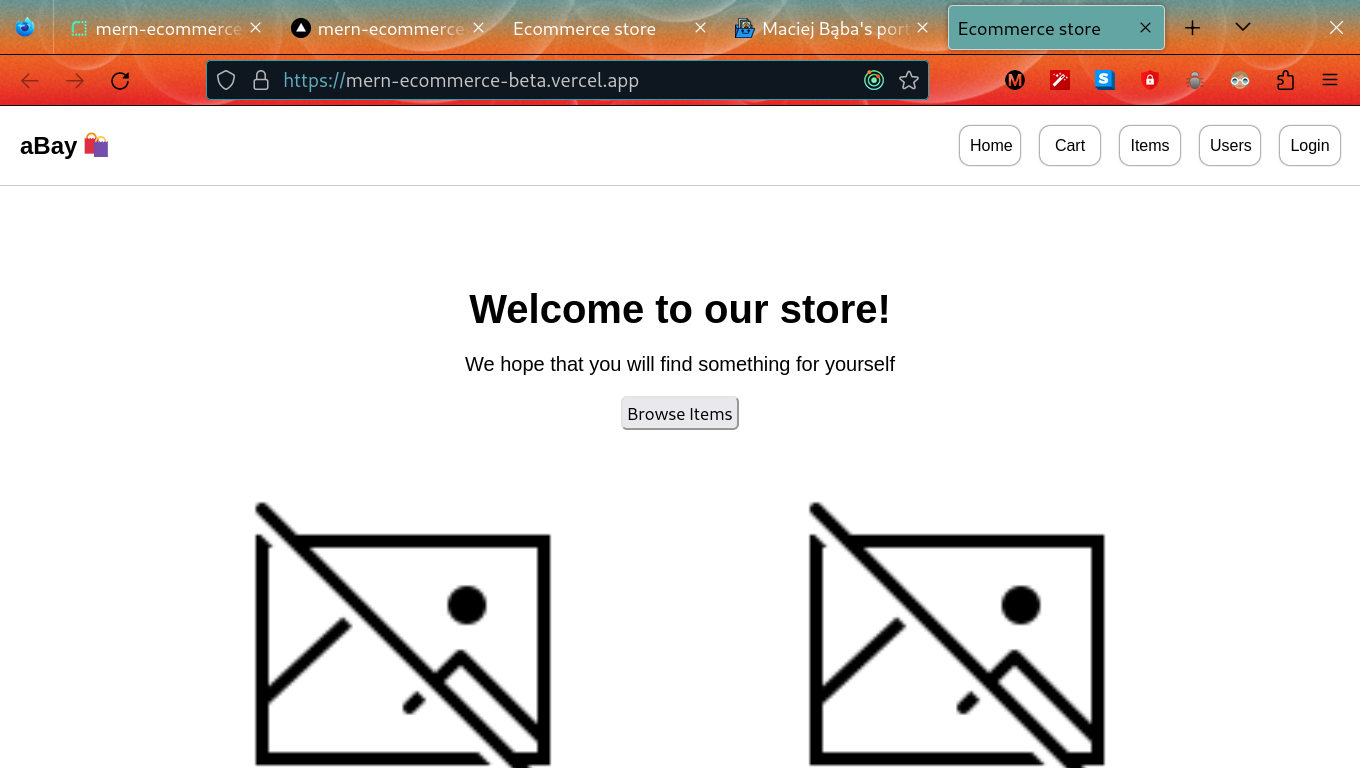 mern-ecommerce
mern-ecommerce
Ecommerce store
Maciej Bąba's port
Ecommerce store
https://mern-ecommerce-beta.vercel.app
M
S
aBay
Home
Cart
Items
Users
Login
Welcome to our store!
We hope that you will find something for yourself
Browse Items